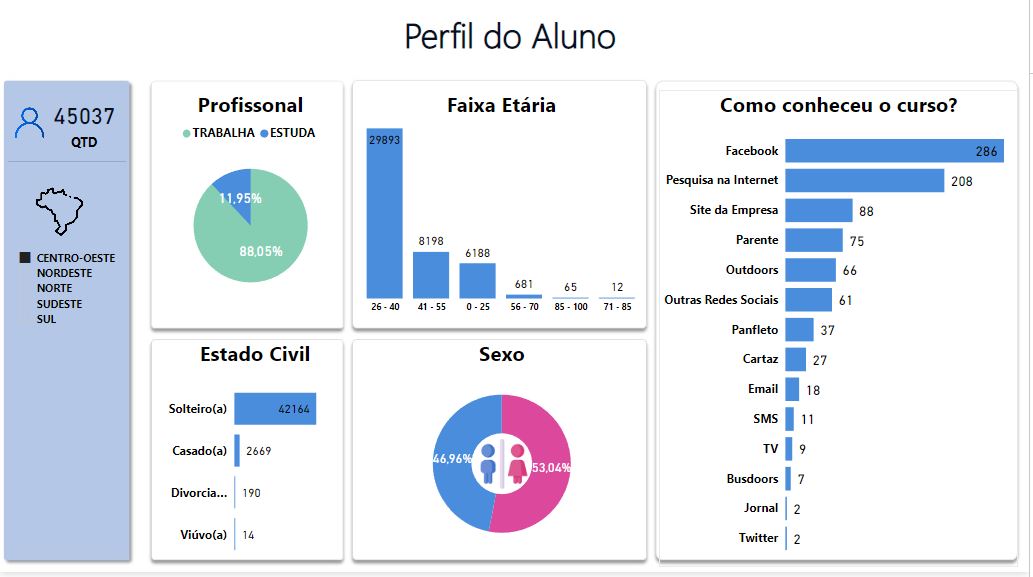 Perfil do Aluno
45037
QTD
CENTRO-OESTE
NORDESTE
NORTE
SUDESTE
SUL
Profissonal
TRABALHA ESTUDA
11,95%
88,05%
Faixa Etária
29893
8198
6188
681
65
12
26 - 40 41 - 55 0 - 25 56 - 70 85 - 100 71 - 85
Estado Civil
Solteiro(a) 42164
Casado(a) 2669
Divorcia... 190
Viúvo(a) 14
Sexo
46,96%
53,04%
Como conheceu o curso?
Facebook 286
Pesquisa na Internet 208
Site da Empresa 88
Parente 75
Outdoors 66
Outras Redes Sociais 61
Panfleto 37
Cartaz 27
Email 18
SMS 11
TV 9
Busdoors 7
Jornal 2
Twitter 2